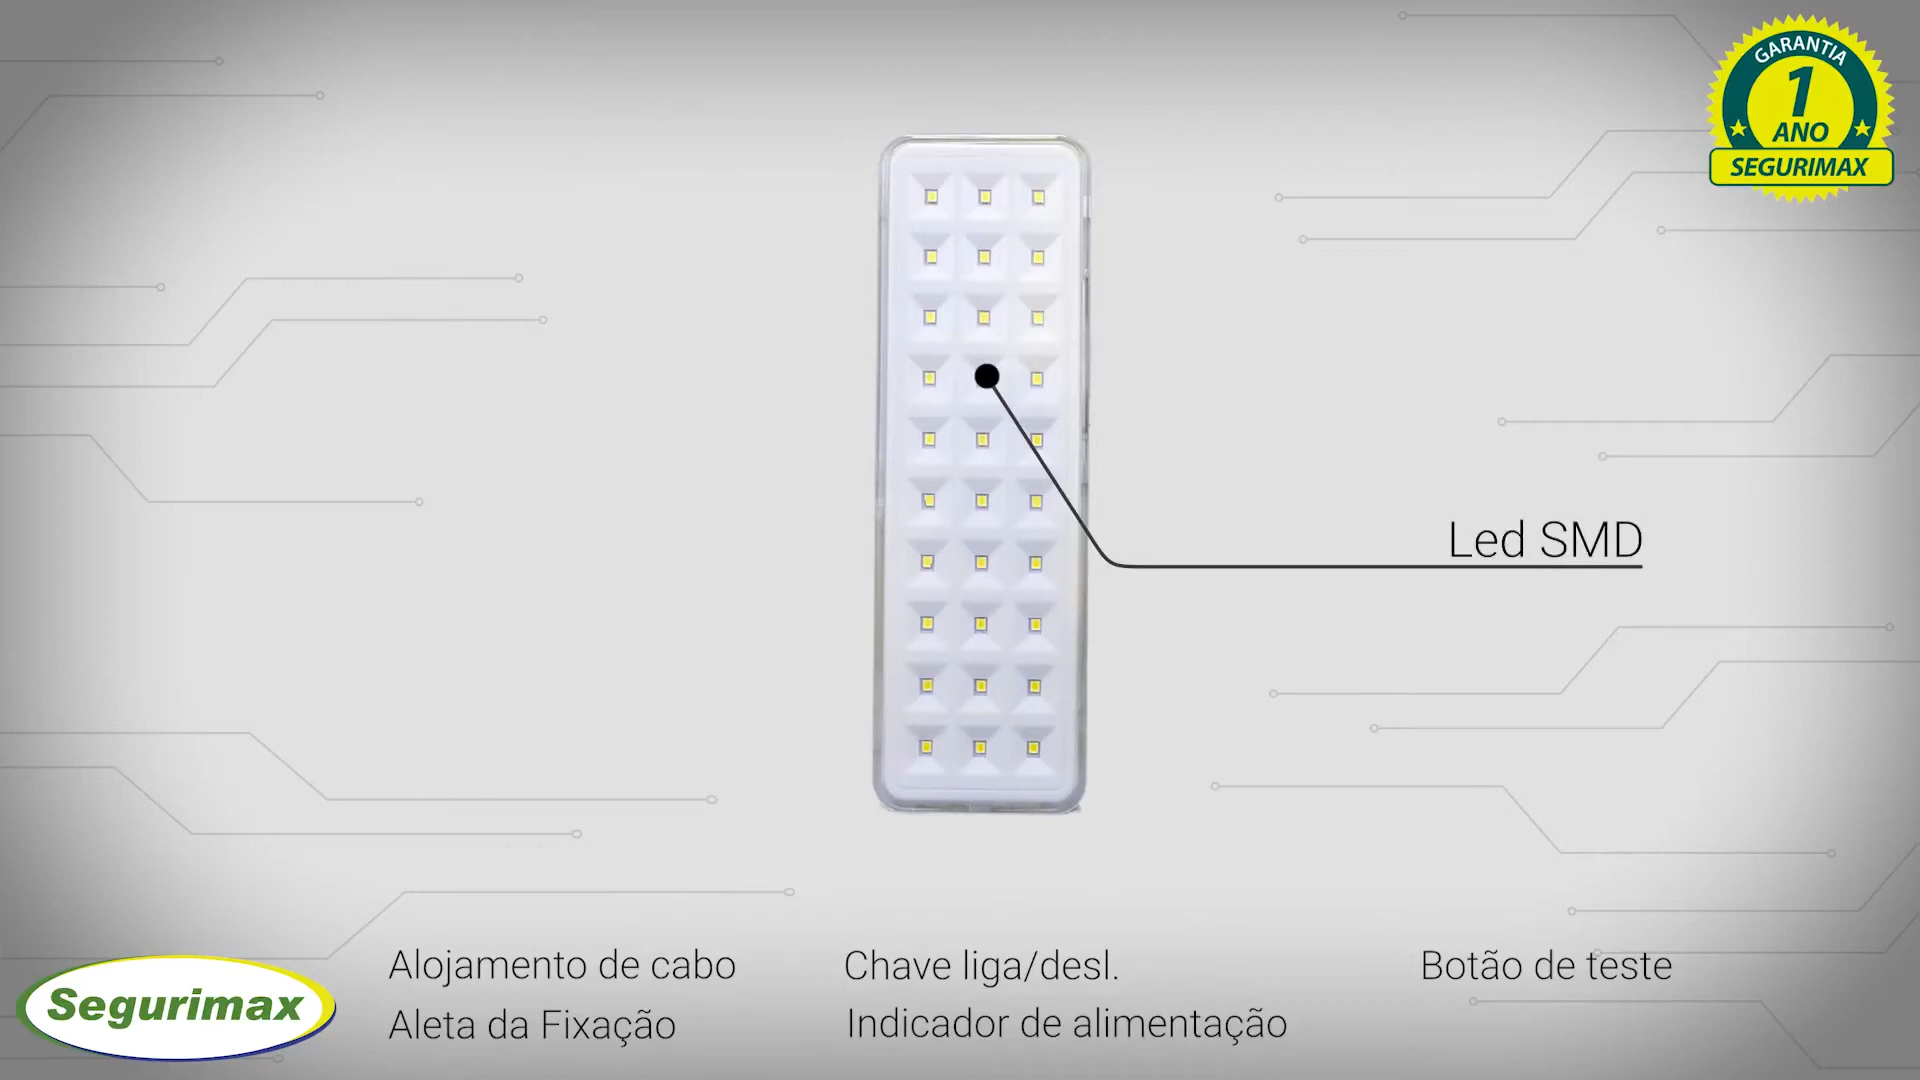 GARANTIA
1
ANO
SEGURIMAX
Led SMD
Alojamento de cabo
Chave liga/desl.
Botão de teste
Aleta da Fixação
Indicador de alimentação
Segurimax